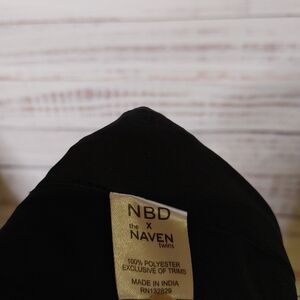 NBD
x
the
NAVEN
twins
100% POLYESTER
EXCLUSIVE OF TRIMS
MADE IN INDIA
RN132829